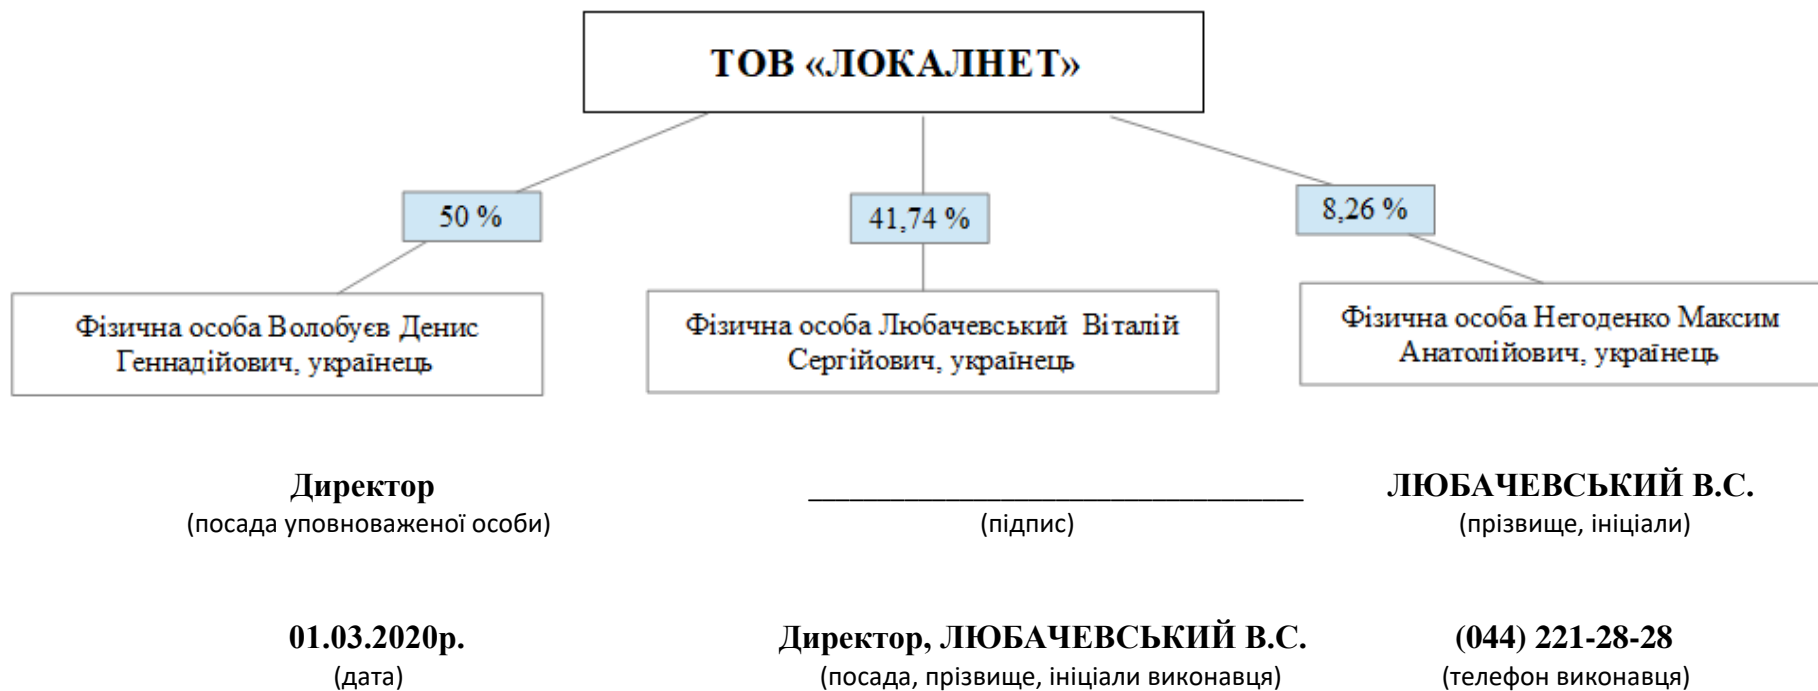 ТОВ «ЛОКАЛНЕТ»
50 %
41,74 %
8,26 %
Фізична особа Волобуєв Денис
Геннадійович, українець
Фізична особа Любачевський Віталій
Сергійович, українець
Фізична особа Негоденко Максим
Анатолійович, українець
Директор
(посада уповноваженої особи)
(підпис)
ЛЮБАЧЕВСЬКИЙ В.С.
(прізвище, ініціали)
01.03.2020р.
(дата)
Директор, ЛЮБАЧЕВСЬКИЙ В.С.
(посада, прізвище, ініціали виконавця)
(044) 221-28-28
(телефон виконавця)